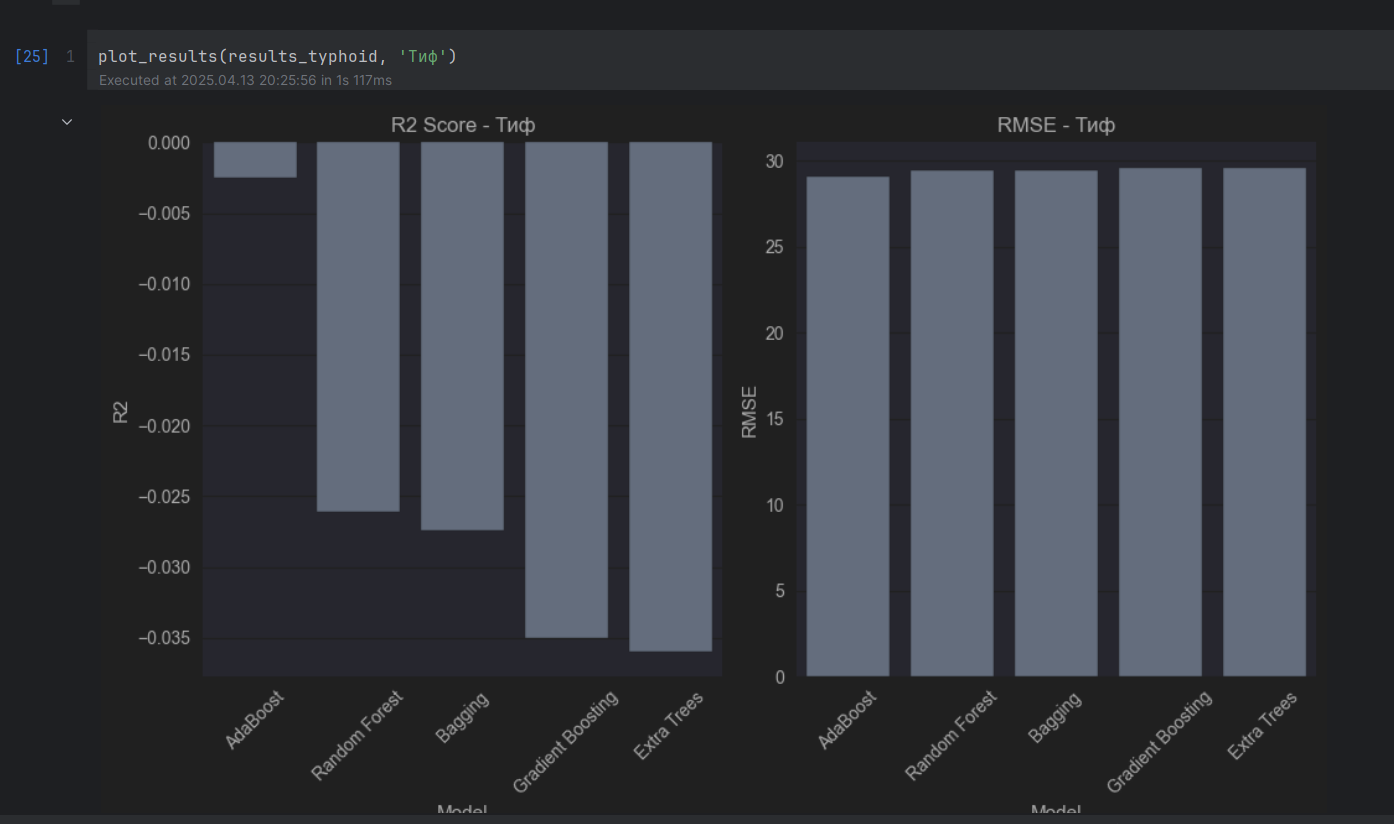 [25] 1 plot_results(results_typhoid, 'Тиф')
Executed at 2025.04.13 20:25:56 in 1s 117ms
R2 Score - Тиф
0.000
−0.005
−0.010
−0.015
−0.020
−0.025
−0.030
−0.035
R2
AdaBoost
Random Forest
Bagging
Gradient Boosting
Extra Trees
Model
RMSE - Тиф
30
25
20
15
10
5
0
RMSE
AdaBoost
Random Forest
Bagging
Gradient Boosting
Extra Trees
Model